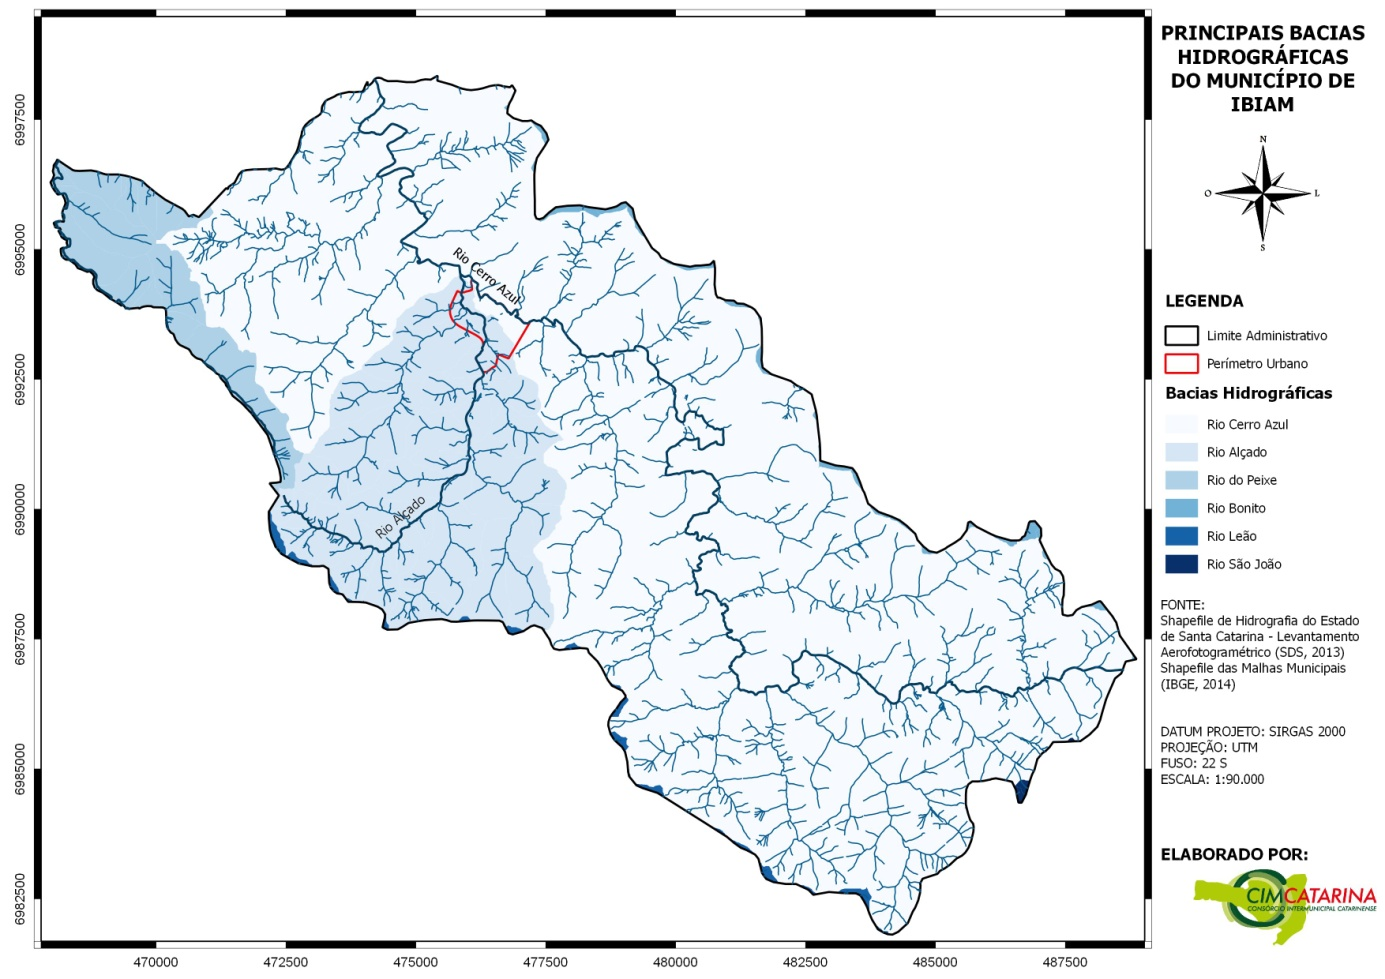 PRINCIPAIS BACIAS
HIDROGRÁFICAS
DO MUNICÍPIO DE
IBIAM
N
O
L
S
LEGENDA
Limite Administrativo
Perímetro Urbano
Bacias Hidrográficas
Rio Cerro Azul
Rio Alçado
Rio do Peixe
Rio Bonito
Rio Leão
Rio São João
FONTE:
Shapefile de Hidrografia do Estado
de Santa Catarina - Levantamento
Aerofotogramétrico (SDS, 2013)
Shapefile das Malhas Municipais
(IBGE, 2014)
DATUM PROJETO: SIRGAS 2000
PROJEÇÃO: UTM
FUSO: 22 S
ESCALA: 1:90.000
ELABORADO POR:
CIMCATARINA
CONSÓRCIO INTERMUNICIPAL CATARINENSE
Rio Cerro Azul
Rio Alçado
6997500
6995000
6992500
6990000
6987500
6985000
6982500
470000
472500
475000
477500
480000
482500
485000
487500